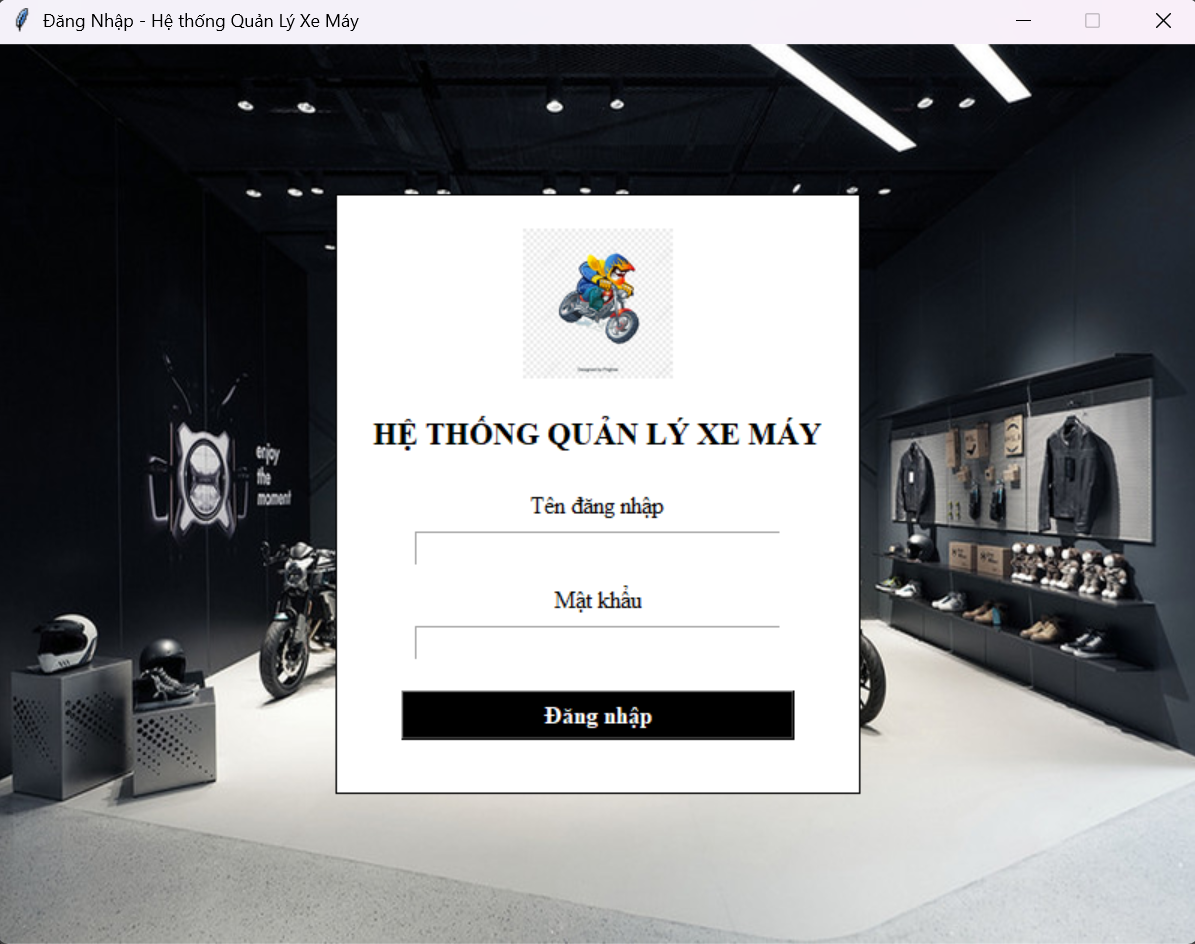 Đăng Nhập - Hệ thống Quản Lý Xe Máy
enjoy
the
moment
HỆ THỐNG QUẢN LÝ XE MÁY
Tên đăng nhập
Mật khẩu
Đăng nhập